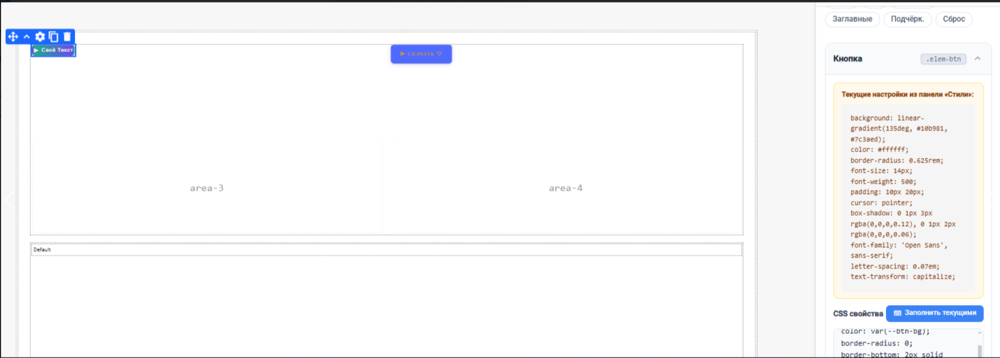 Заглавные Подчёрк. Сброс
Свой Текст
СКАЧАТЬ
Кнопка .elem-btn
Текущие настройки из панели «Стили»:
background: linear-
gradient(135deg, #10b981,
#7c3aed);
color: #ffffff;
border-radius: 0.625rem;
font-size: 14px;
font-weight: 500;
padding: 10px 20px;
cursor: pointer;
box-shadow: 0 1px 3px
rgba(0,0,0,0.12), 0 1px 2px
rgba(0,0,0,0.06);
font-family: 'Open Sans',
sans-serif;
letter-spacing: 0.07em;
text-transform: capitalize;
area-3
area-4
Default
CSS свойства Заполнить текущими
color: var(--btn-bg);
border-radius: 0;
border-bottom: 2px solid